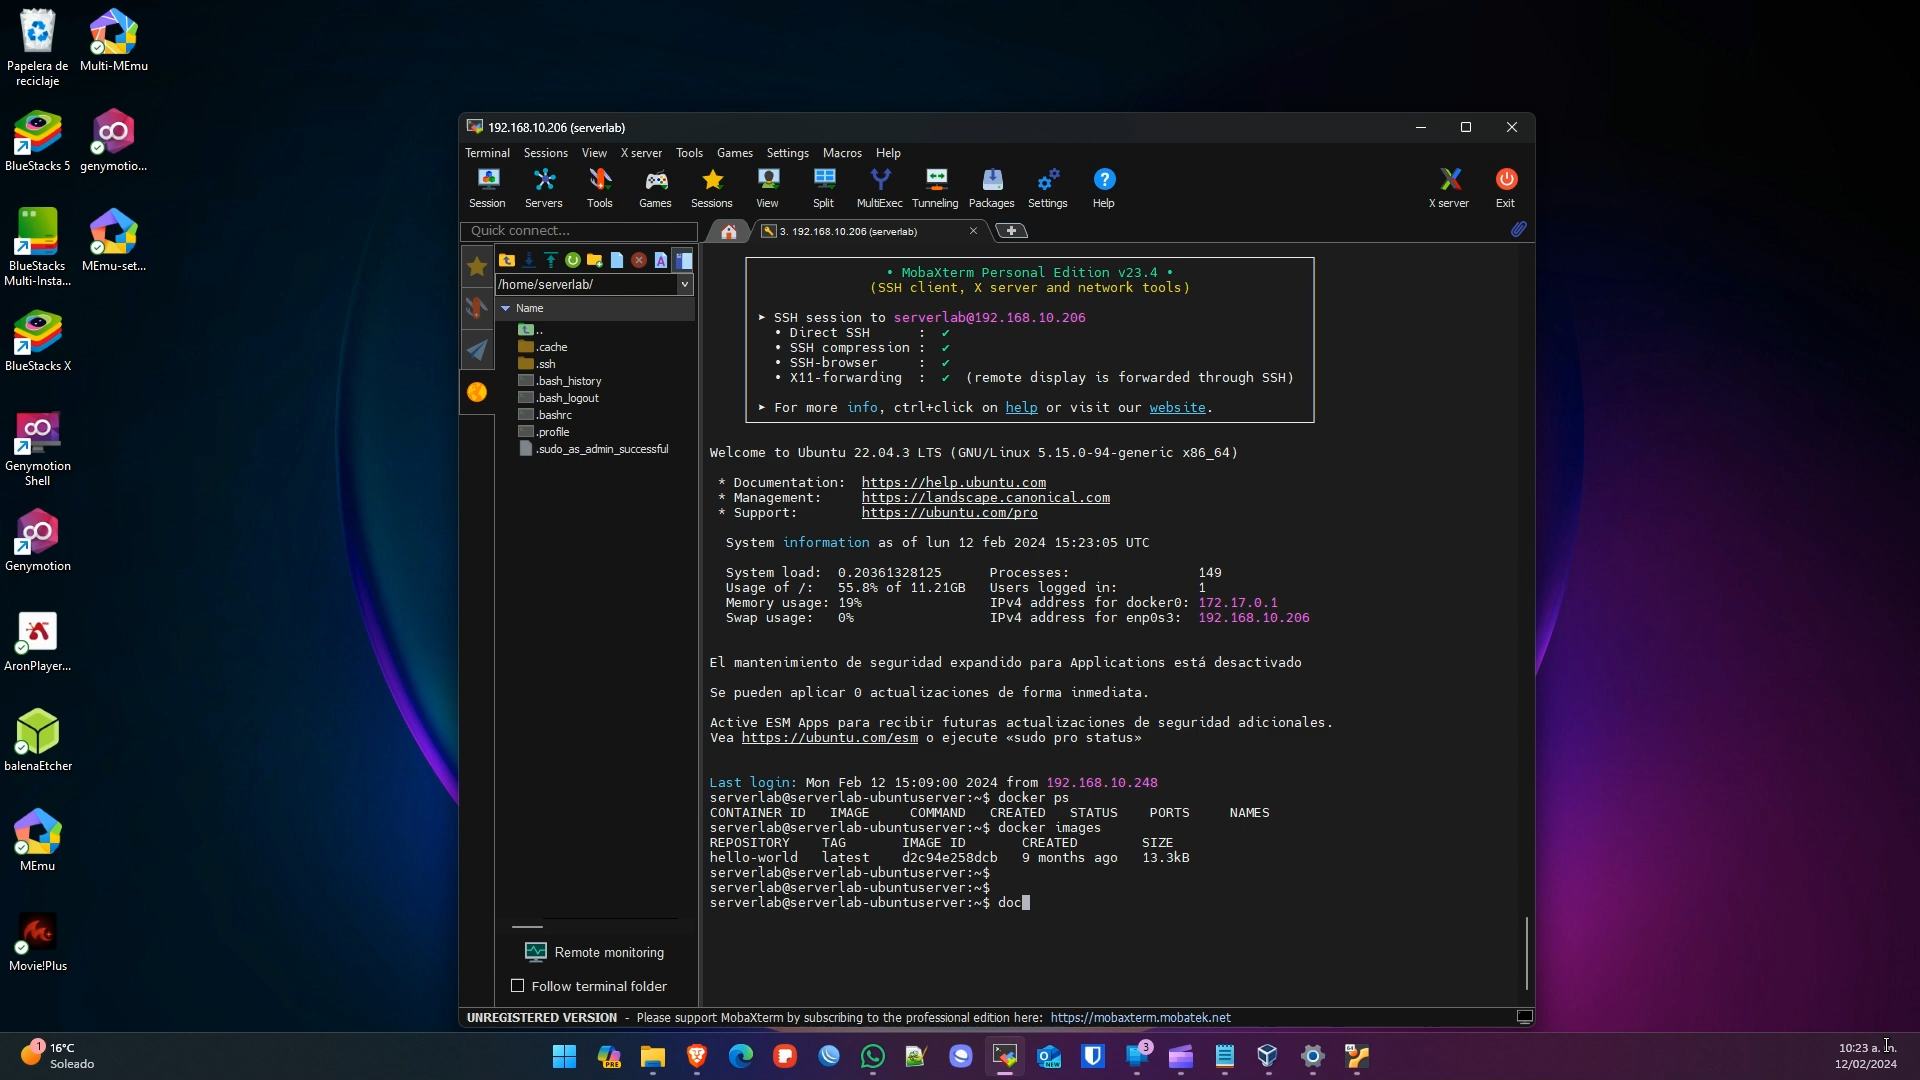 Papelera de
reciclaje
Multi-MEmu
BlueStacks 5
genymotio...
BlueStacks
Multi-Insta...
MEmu-set...
BlueStacks X
Genymotion
Shell
Genymotion
AronPlayer...
balenaEtcher
MEmu
Movie!Plus
192.168.10.206 (serverlab)
Terminal Sessions View X server Tools Games Settings Macros Help
Session Servers Tools Games Sessions View Split MultiExec Tunneling Packages Settings Help X server Exit
Quick connect...
3. 192.168.10.206 (serverlab)
/home/serverlab/
Name
..
.cache
.ssh
.bash_history
.bash_logout
.bashrc
.profile
.sudo_as_admin_successful
Remote monitoring
Follow terminal folder
• MobaXterm Personal Edition v23.4 •
(SSH client, X server and network tools)
➤ SSH session to serverlab@192.168.10.206
• Direct SSH : ✔
• SSH compression : ✔
• SSH-browser : ✔
• X11-forwarding : ✔ (remote display is forwarded through SSH)
➤ For more info, ctrl+click on help or visit our website.
Welcome to Ubuntu 22.04.3 LTS (GNU/Linux 5.15.0-94-generic x86_64)
* Documentation: https://help.ubuntu.com
* Management: https://landscape.canonical.com
* Support: https://ubuntu.com/pro
System information as of lun 12 feb 2024 15:23:05 UTC
System load: 0.20361328125 Processes: 149
Usage of /: 55.8% of 11.21GB Users logged in: 1
Memory usage: 19% IPv4 address for docker0: 172.17.0.1
Swap usage: 0% IPv4 address for enp0s3: 192.168.10.206
El mantenimiento de seguridad expandido para Applications está desactivado
Se pueden aplicar 0 actualizaciones de forma inmediata.
Active ESM Apps para recibir futuras actualizaciones de seguridad adicionales.
Vea https://ubuntu.com/esm o ejecute «sudo pro status»
Last login: Mon Feb 12 15:09:00 2024 from 192.168.10.248
serverlab@serverlab-ubuntuserver:~$ docker ps
CONTAINER ID IMAGE COMMAND CREATED STATUS PORTS NAMES
serverlab@serverlab-ubuntuserver:~$ docker images
REPOSITORY TAG IMAGE ID CREATED SIZE
hello-world latest d2c94e258dcb 9 months ago 13.3kB
serverlab@serverlab-ubuntuserver:~$
serverlab@serverlab-ubuntuserver:~$
serverlab@serverlab-ubuntuserver:~$ doc
UNREGISTERED VERSION - Please support MobaXterm by subscribing to the professional edition here: https://mobaxterm.mobatek.net
1
16°C
Soleado
PRE
NEW
3
64
10:23 a. m.
12/02/2024